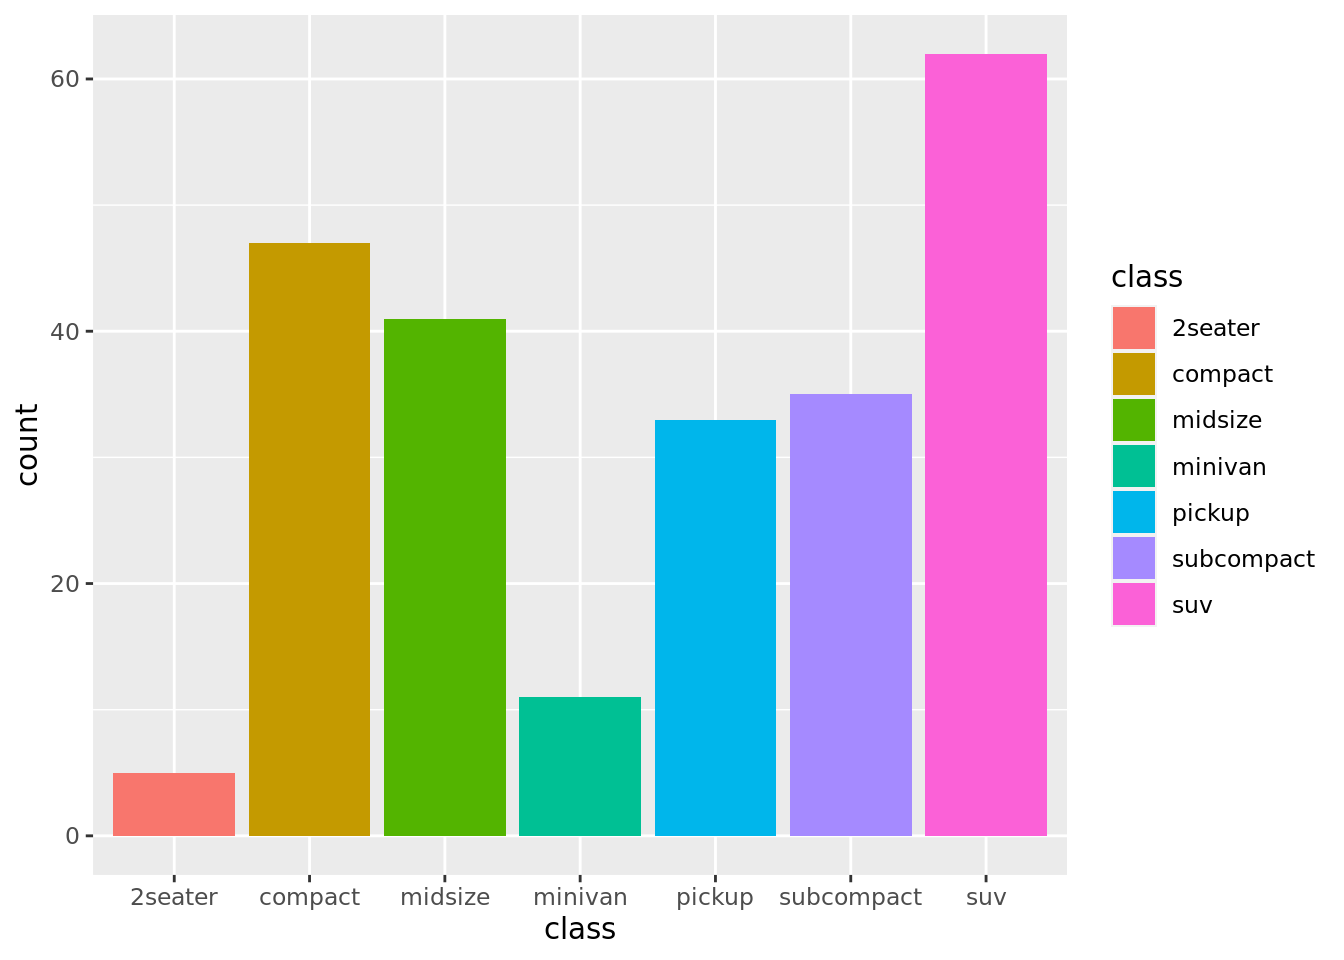 60
40
20
0
count
2seater
compact
midsize
minivan
pickup
subcompact
suv
class
class
2seater
compact
midsize
minivan
pickup
subcompact
suv